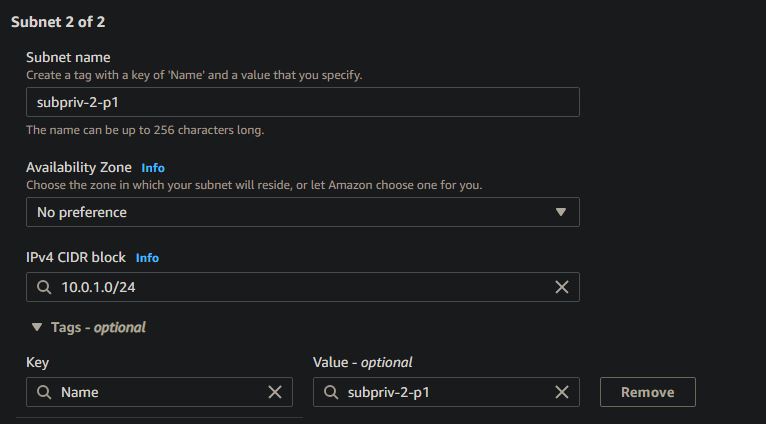 Subnet 2 of 2
Subnet name
Create a tag with a key of 'Name' and a value that you specify.
subpriv-2-p1
The name can be up to 256 characters long.
Availability Zone Info
Choose the zone in which your subnet will reside, or let Amazon choose one for you.
No preference
IPv4 CIDR block Info
10.0.1.0/24
Tags - optional
Key
Value - optional
Name
subpriv-2-p1
Remove